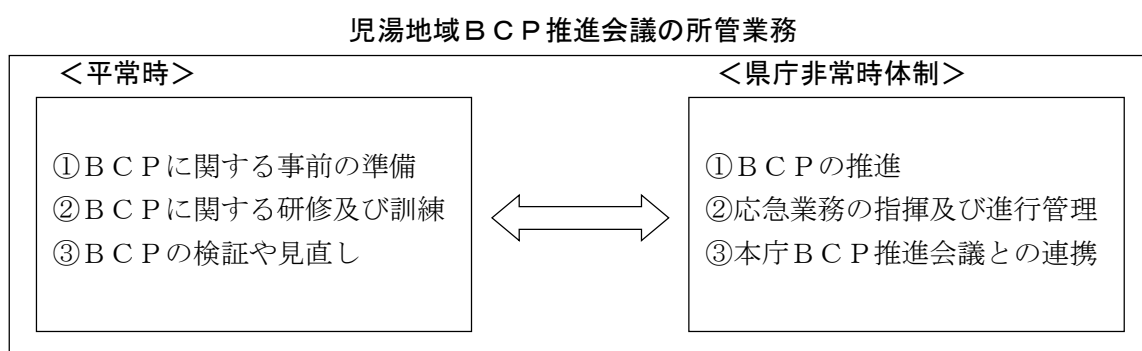 児湯地域ＢＣＰ推進会議の所管業務
＜平常時＞
①ＢＣＰに関する事前の準備
②ＢＣＰに関する研修及び訓練
③ＢＣＰの検証や見直し
＜県庁非常時体制＞
①ＢＣＰの推進
②応急業務の指揮及び進行管理
③本庁ＢＣＰ推進会議との連携